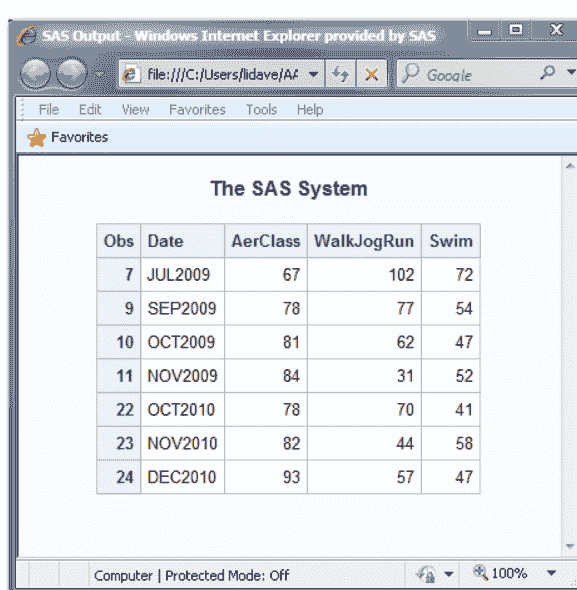 SAS Output - Windows Internet Explorer provided by SAS
file:///C:/Users/lidave/AA
Google
File Edit View Favorites Tools Help
Favorites
The SAS System
Obs Date AerClass WalkJogRun Swim
7 JUL2009 67 102 72
9 SEP2009 78 77 54
10 OCT2009 81 62 47
11 NOV2009 84 31 52
22 OCT2010 78 70 41
23 NOV2010 82 44 58
24 DEC2010 93 57 47
Computer | Protected Mode: Off
100%